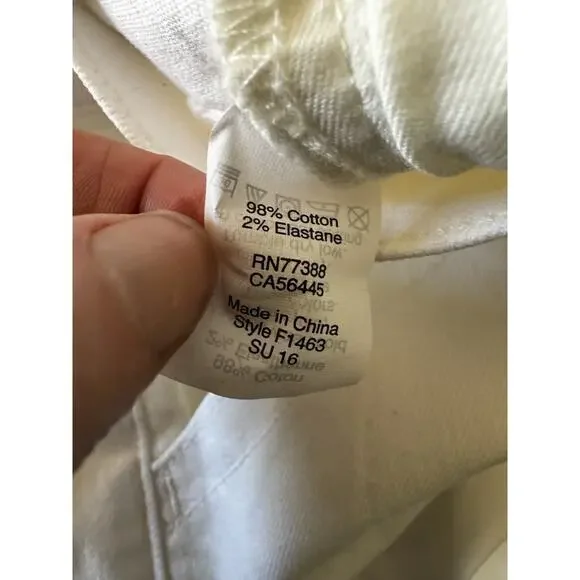 98% Cotton
2% Elastane
RN77388
CA56445
Made in China
Style F1463
SU 16